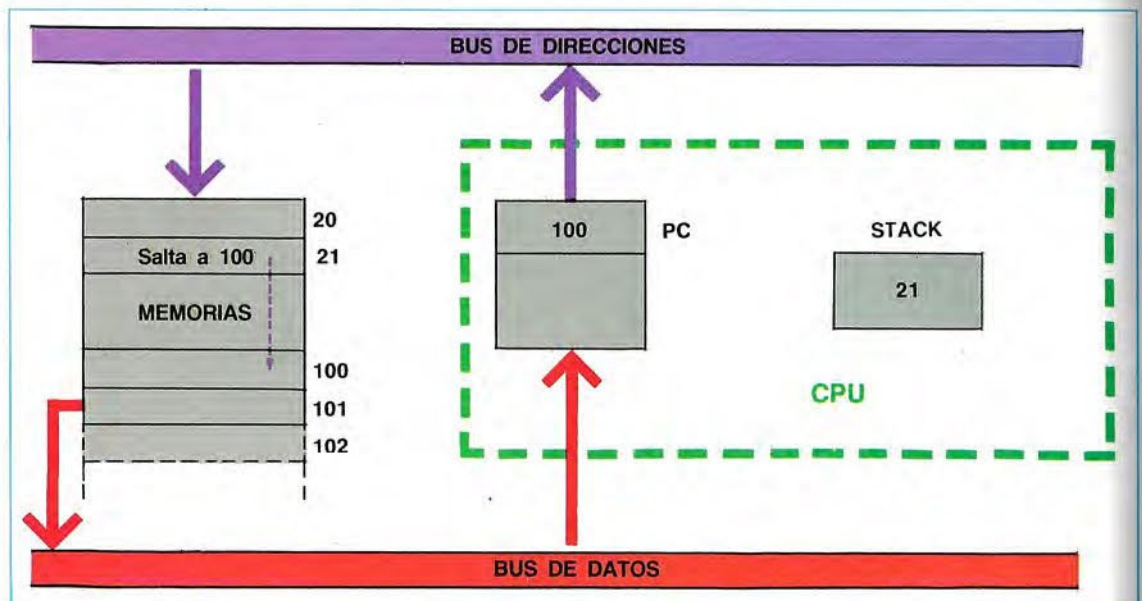 BUS DE DIRECCIONES
20
Salta a 100
21
MEMORIAS
100
101
102
100
PC
STACK
21
CPU
BUS DE DATOS